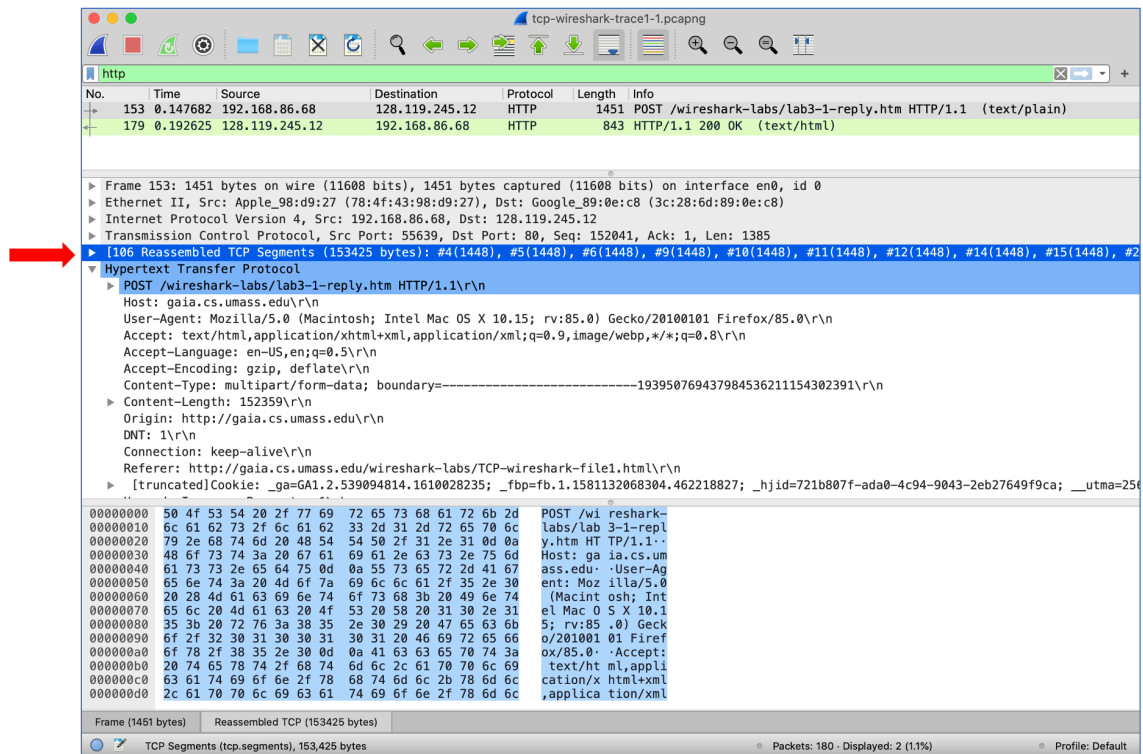 tcp-wireshark-trace1-1.pcapng
http
No. Time Source Destination Protocol Length Info
153 0.147682 192.168.86.68 128.119.245.12 HTTP 1451 POST /wireshark-labs/lab3-1-reply.htm HTTP/1.1 (text/plain)
179 0.192625 128.119.245.12 192.168.86.68 HTTP 843 HTTP/1.1 200 OK (text/html)
Frame 153: 1451 bytes on wire (11608 bits), 1451 bytes captured (11608 bits) on interface en0, id 0
Ethernet II, Src: Apple_98:d9:27 (78:4f:43:98:d9:27), Dst: Google_89:0e:c8 (3c:28:6d:89:0e:c8)
Internet Protocol Version 4, Src: 192.168.86.68, Dst: 128.119.245.12
Transmission Control Protocol, Src Port: 55639, Dst Port: 80, Seq: 152041, Ack: 1, Len: 1385
[106 Reassembled TCP Segments (153425 bytes): #4(1448), #5(1448), #6(1448), #9(1448), #10(1448), #11(1448), #12(1448), #14(1448), #15(1448), #2
Hypertext Transfer Protocol
POST /wireshark-labs/lab3-1-reply.htm HTTP/1.1\r\n
Host: gaia.cs.umass.edu\r\n
User-Agent: Mozilla/5.0 (Macintosh; Intel Mac OS X 10.15; rv:85.0) Gecko/20100101 Firefox/85.0\r\n
Accept: text/html,application/xhtml+xml,application/xml;q=0.9,image/webp,*/*;q=0.8\r\n
Accept-Language: en-US,en;q=0.5\r\n
Accept-Encoding: gzip, deflate\r\n
Content-Type: multipart/form-data; boundary=---------------------------193950769437984536211154302391\r\n
Content-Length: 152359\r\n
Origin: http://gaia.cs.umass.edu\r\n
DNT: 1\r\n
Connection: keep-alive\r\n
Referer: http://gaia.cs.umass.edu/wireshark-labs/TCP-wireshark-file1.html\r\n
[truncated]Cookie: _ga=GA1.2.539094814.1610028235; _fbp=fb.1.1581132068304.462218827; _hjid=721b807f-ada0-4c94-9043-2eb27649f9ca; __utma=256
00000000 50 4f 53 54 20 2f 77 69 72 65 73 68 61 72 6b 2d POST /wi reshark-
00000010 6c 61 62 73 2f 6c 61 62 33 2d 31 2d 72 65 70 6c labs/lab 3-1-repl
00000020 79 2e 68 74 6d 20 48 54 54 50 2f 31 2e 31 0d 0a y.htm HT TP/1.1··
00000030 48 6f 73 74 3a 20 67 61 69 61 2e 63 73 2e 75 6d Host: ga ia.cs.um
00000040 61 73 73 2e 65 64 75 0d 0a 55 73 65 72 2d 41 67 ass.edu· ·User-Ag
00000050 65 6e 74 3a 20 4d 6f 7a 69 6c 6c 61 2f 35 2e 30 ent: Moz illa/5.0
00000060 20 28 4d 61 63 69 6e 74 6f 73 68 3b 20 49 6e 74 (Macint osh; Int
00000070 65 6c 20 4d 61 63 20 4f 53 20 58 20 31 30 2e 31 el Mac O S X 10.1
00000080 35 3b 20 72 76 3a 38 35 2e 30 29 20 47 65 63 6b 5; rv:85 .0) Geck
00000090 6f 2f 32 30 31 30 30 31 30 31 20 46 69 72 65 66 o/201001 01 Firef
000000a0 6f 78 2f 38 35 2e 30 0d 0a 41 63 63 65 70 74 3a ox/85.0· ·Accept:
000000b0 20 74 65 78 74 2f 68 74 6d 6c 2c 61 70 70 6c 69 text/ht ml,appli
000000c0 63 61 74 69 6f 6e 2f 78 68 74 6d 6c 2b 78 6d 6c cation/x html+xml
000000d0 2c 61 70 70 6c 69 63 61 74 69 6f 6e 2f 78 6d 6c ,applica tion/xml
Frame (1451 bytes) Reassembled TCP (153425 bytes)
TCP Segments (tcp.segments), 153,425 bytes Packets: 180 · Displayed: 2 (1.1%) Profile: Default